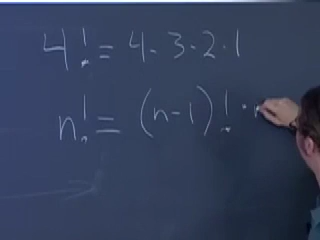 4! = 4 · 3 · 2 · 1
n! = (n-1)! ·